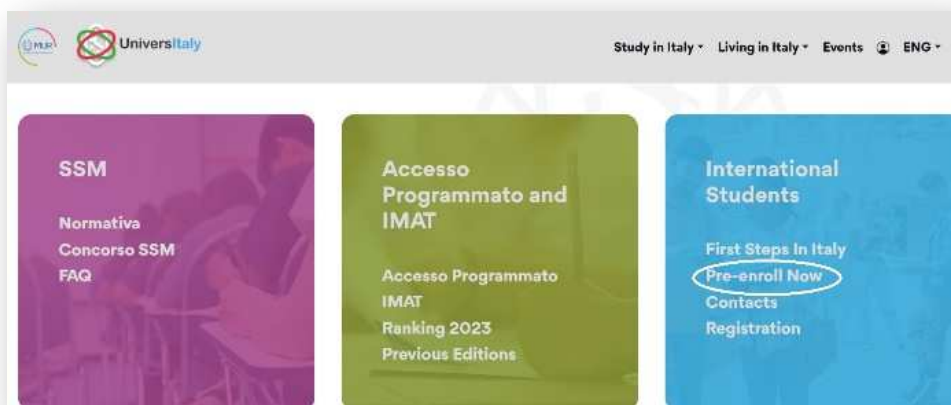 MUR
UniversItaly
Study in Italy Living in Italy Events ENG
SSM
Normativa
Concorso SSM
FAQ
Accesso
Programmato and
IMAT
Accesso Programmato
IMAT
Ranking 2023
Previous Editions
International
Students
First Steps In Italy
Pre-enroll Now
Contacts
Registration